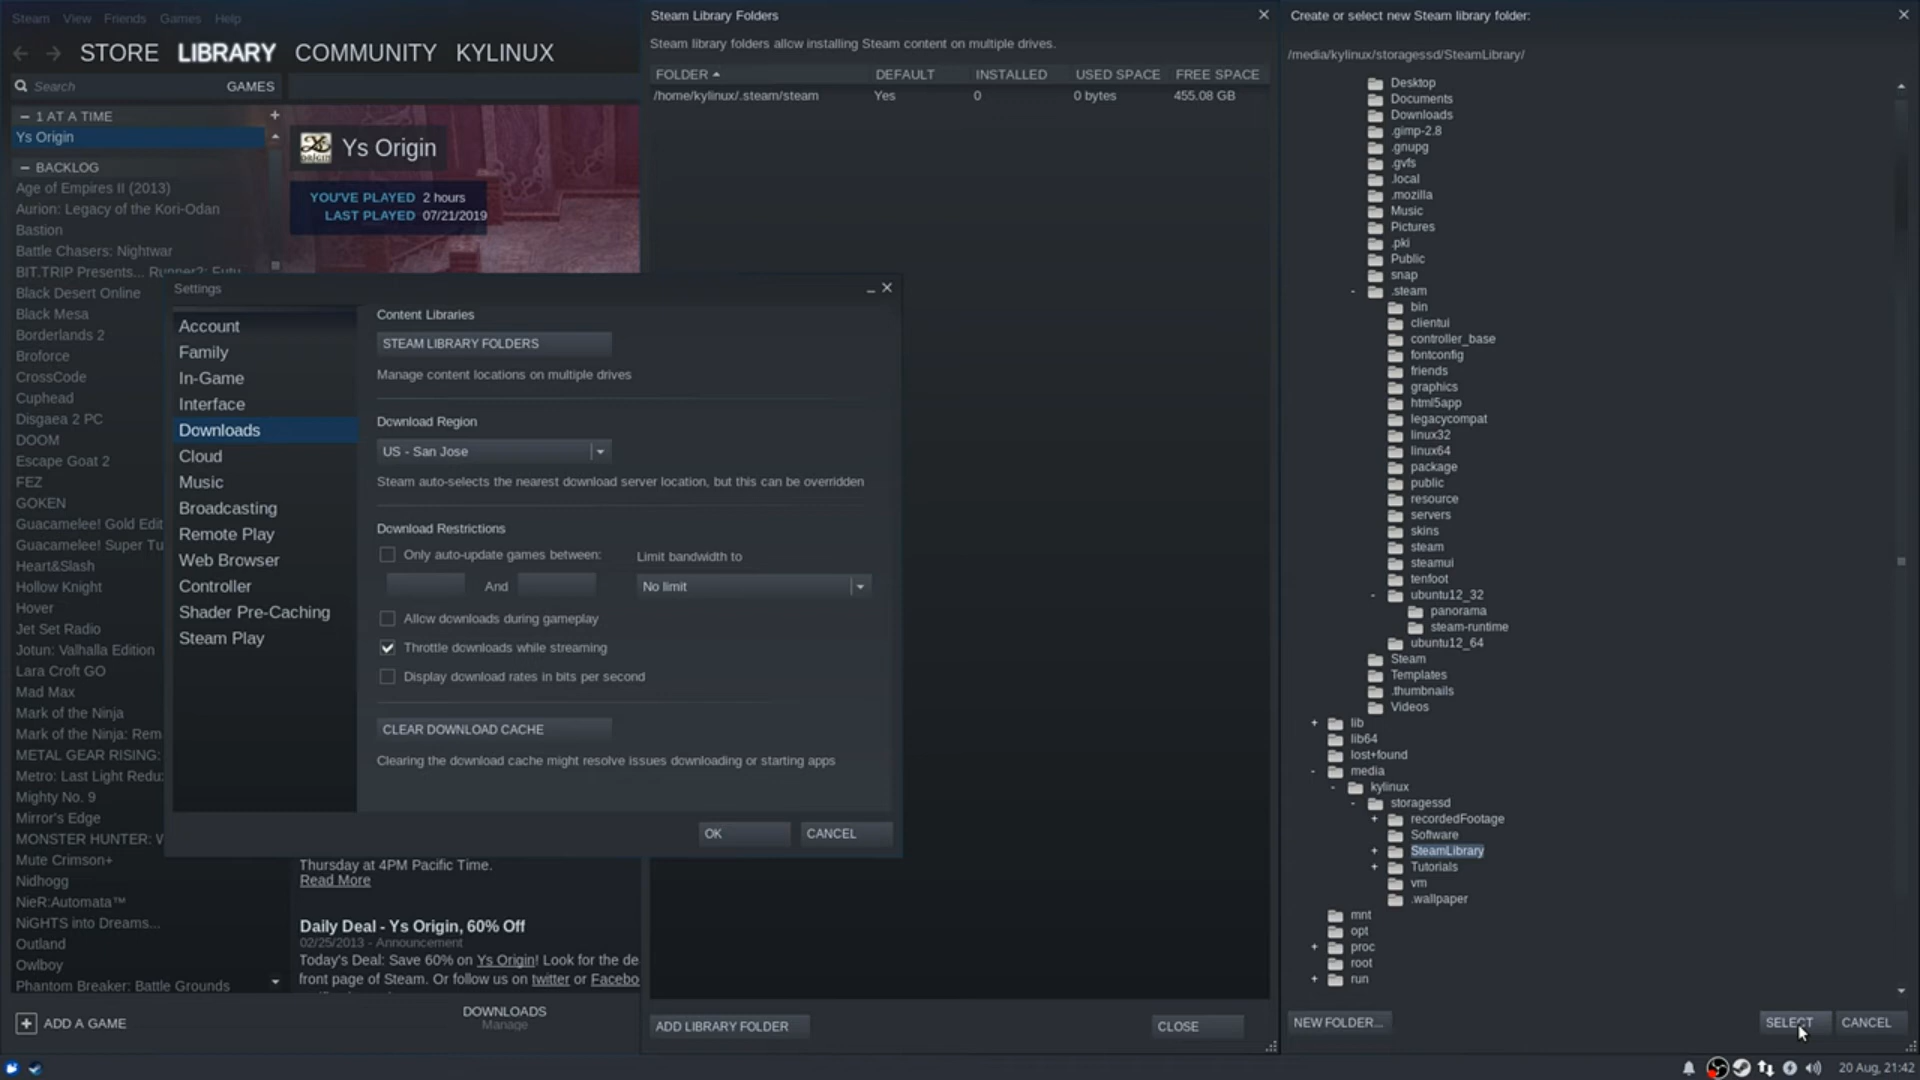 Steam View Friends Games Help
STORE LIBRARY COMMUNITY KYLINUX
Search GAMES
− 1 AT A TIME +
Ys Origin
− BACKLOG
Age of Empires II (2013)
Aurion: Legacy of the Kori-Odan
Bastion
Battle Chasers: Nightwar
BIT.TRIP Presents... Runner2: Futu
Black Desert Online
Black Mesa
Borderlands 2
Broforce
CrossCode
Cuphead
Disgaea 2 PC
DOOM
Escape Goat 2
FEZ
GOKEN
Guacamelee! Gold Edit
Guacamelee! Super Tu
Heart&Slash
Hollow Knight
Hover
Jet Set Radio
Jotun: Valhalla Edition
Lara Croft GO
Mad Max
Mark of the Ninja
Mark of the Ninja: Rem
METAL GEAR RISING:
Metro: Last Light Redu
Mighty No. 9
Mirror's Edge
MONSTER HUNTER: W
Mute Crimson+
Nidhogg
NieR:Automata™
NiGHTS into Dreams...
Outland
Owlboy
Phantom Breaker: Battle Grounds
+ ADD A GAME
Ys Origin
YOU'VE PLAYED 2 hours
LAST PLAYED 07/21/2019
Thursday at 4PM Pacific Time.
Read More
Daily Deal - Ys Origin, 60% Off
02/25/2013 - Announcement
Today's Deal: Save 60% on Ys Origin! Look for the de
front page of Steam. Or follow us on twitter or Facebo
DOWNLOADS
Manage
Settings
Account
Family
In-Game
Interface
Downloads
Cloud
Music
Broadcasting
Remote Play
Web Browser
Controller
Shader Pre-Caching
Steam Play
Content Libraries
STEAM LIBRARY FOLDERS
Manage content locations on multiple drives
Download Region
US - San Jose
Steam auto-selects the nearest download server location, but this can be overridden
Download Restrictions
Only auto-update games between: Limit bandwidth to
And No limit
Allow downloads during gameplay
Throttle downloads while streaming
Display download rates in bits per second
CLEAR DOWNLOAD CACHE
Clearing the download cache might resolve issues downloading or starting apps
OK CANCEL
Steam Library Folders
Steam library folders allow installing Steam content on multiple drives.
FOLDER DEFAULT INSTALLED USED SPACE FREE SPACE
/home/kylinux/.steam/steam Yes 0 0 bytes 455.08 GB
ADD LIBRARY FOLDER CLOSE
Create or select new Steam library folder:
/media/kylinux/storagessd/SteamLibrary/
Desktop
Documents
Downloads
.gimp-2.8
.gnupg
.gvfs
.local
.mozilla
Music
Pictures
.pki
Public
snap
- .steam
bin
clientui
controller_base
fontconfig
friends
graphics
html5app
legacycompat
linux32
linux64
package
public
resource
servers
skins
steam
steamui
tenfoot
- ubuntu12_32
panorama
steam-runtime
ubuntu12_64
Steam
Templates
.thumbnails
Videos
+ lib
lib64
lost+found
- media
- kylinux
- storagessd
+ recordedFootage
Software
+ SteamLibrary
+ Tutorials
vm
.wallpaper
mnt
opt
+ proc
root
+ run
NEW FOLDER... SELECT CANCEL
20 Aug, 21:42